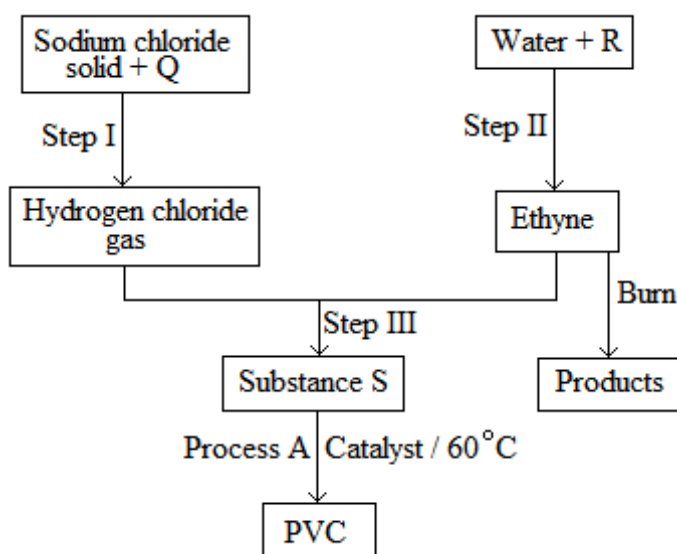 Sodium chloride
solid + Q
Water + R
Step I
Step II
Hydrogen chloride
gas
Ethyne
Burn
Step III
Substance S
Products
Process A
Catalyst / 60°C
PVC